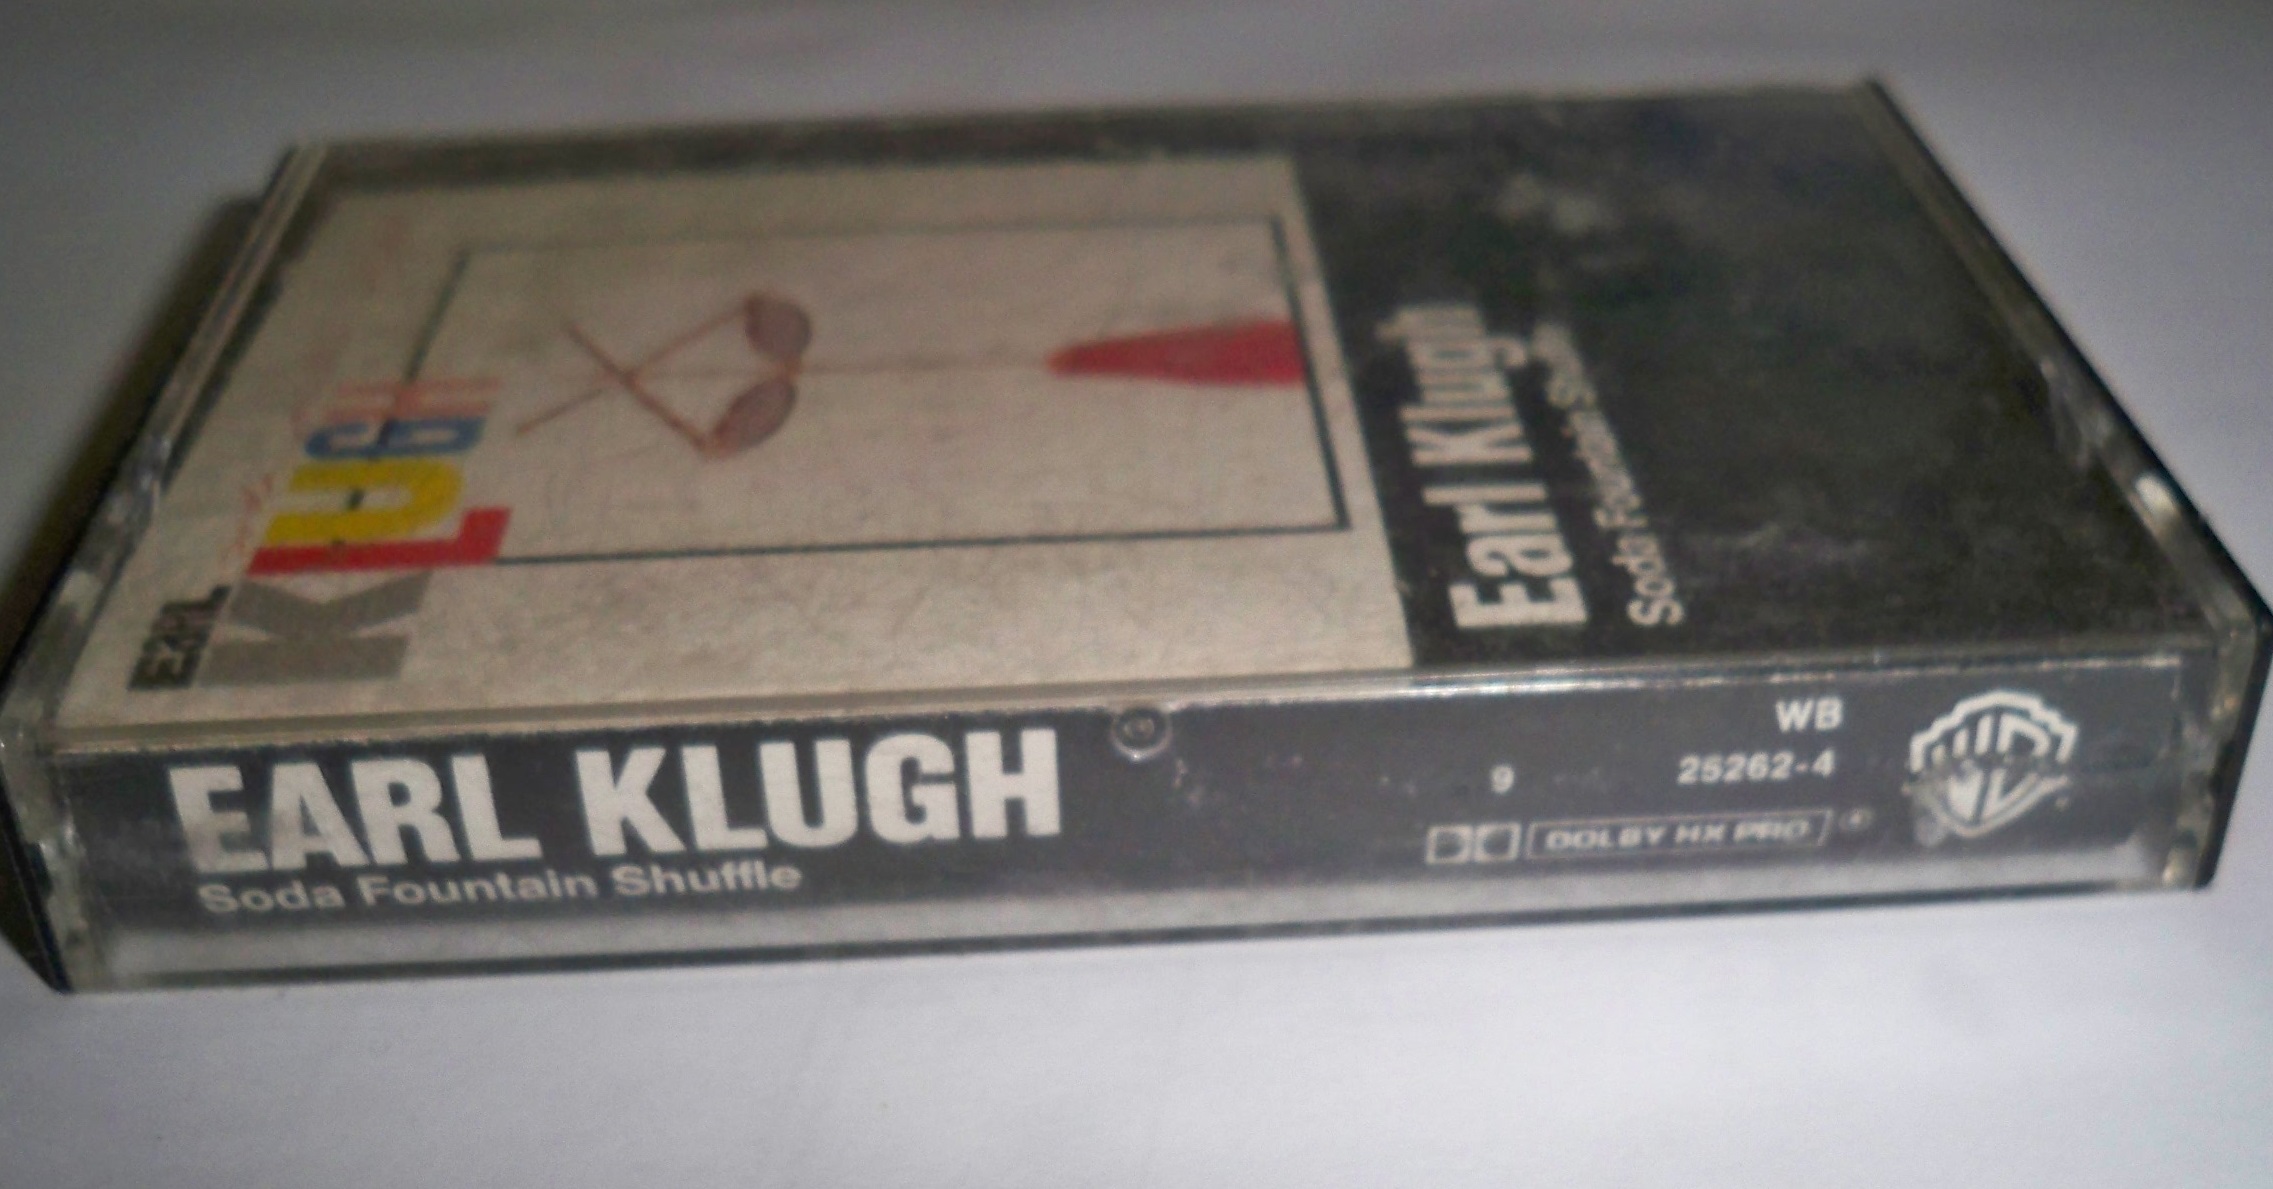 EARL
KLUGH
Earl Klugh
Soda Fountain Shuffle
EARL KLUGH
Soda Fountain Shuffle
WB
9 25262-4
DOLBY HX PRO